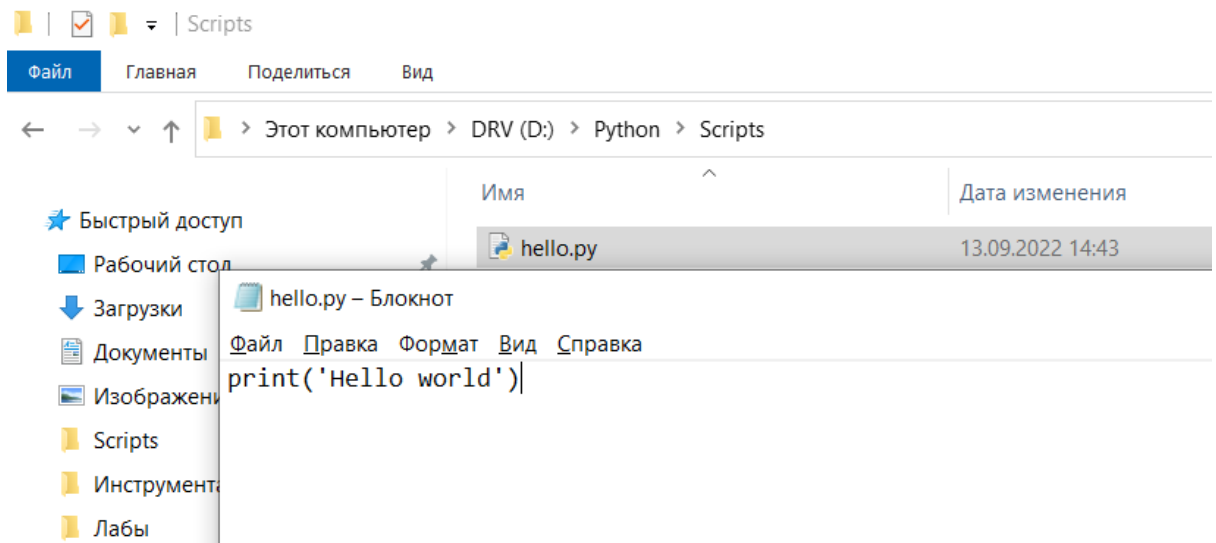 Scripts
Файл Главная Поделиться Вид
Этот компьютер > DRV (D:) > Python > Scripts
Имя Дата изменения
Быстрый доступ
hello.py 13.09.2022 14:43
Рабочий стол
hello.py – Блокнот
Загрузки
Файл Правка Формат Вид Справка
Документы
print('Hello world')
Scripts
Лабы